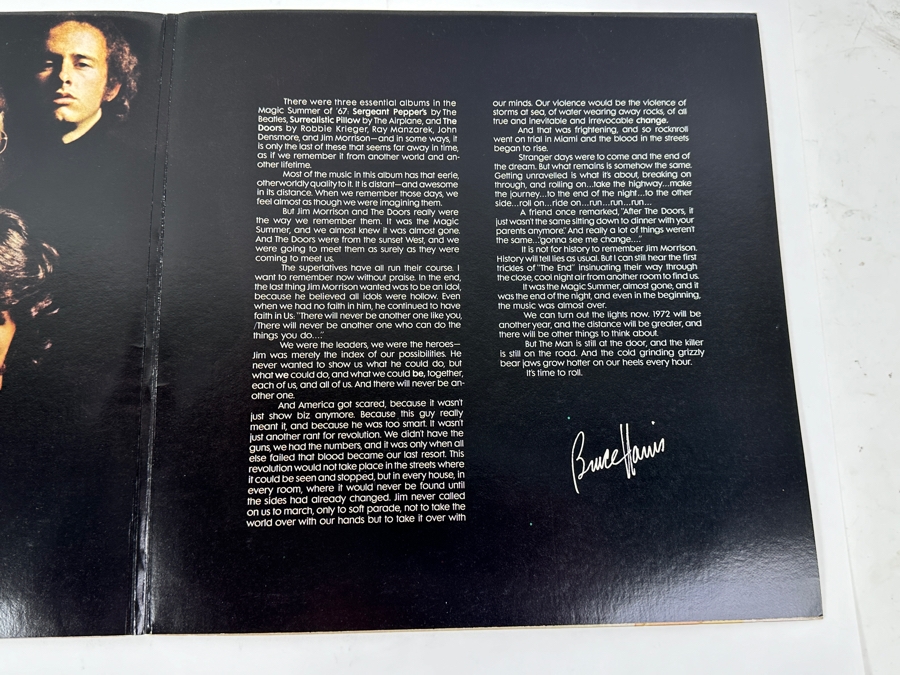 There were three essential albums in the
Magic Summer of '67: Sergeant Pepper's by The
Beatles, Surrealistic Pillow by The Airplane, and The
Doors by Robbie Krieger, Ray Manzarek, John
Densmore, and Jim Morrison—and in some ways, it
is only the last of these that seems far away in time,
as if we remember it from another world and an-
other lifetime.
Most of the music in this album has that eerie,
otherworldly quality to it. It is distant—and awesome
in its distance. When we remember those days, we
feel almost as though we were imagining them.
But Jim Morrison and The Doors really were
the way we remember them. It was the Magic
Summer, and we almost knew it was almost gone.
And The Doors were from the sunset West, and we
were going to meet them as surely as they were
coming to meet us.
The superlatives have all run their course. I
want to remember now without praise. In the end,
the last thing Jim Morrison wanted was to be an idol,
because he believed all idols were hollow. Even
when we had no faith in him, he continued to have
faith in Us: "There will never be another one like you,
/There will never be another one who can do the
things you do...."
We were the leaders, we were the heroes—
Jim was merely the index of our possibilities. He
never wanted to show us what he could do, but
what we could do, and what we could be, together,
each of us, and all of us. And there will never be an-
other one.
And America got scared, because it wasn't
just show biz anymore. Because this guy really
meant it, and because he was too smart. It wasn't
just another rant for revolution. We didn't have the
guns, we had the numbers, and it was only when all
else failed that blood became our last resort. This
revolution would not take place in the streets where
it could be seen and stopped, but in every house, in
every room, where it would never be found until
the sides had already changed. Jim never called
on us to march, only to soft parade, not to take the
world over with our hands but to take it over with
our minds. Our violence would be the violence of
storms at sea, of water wearing away rocks, of all
true and inevitable and irrevocable change.
And that was frightening, and so rocknroll
went on trial in Miami and the blood in the streets
began to rise.
Stranger days were to come and the end of
the dream. But what remains is somehow the same.
Getting unravelled is what it's about, breaking on
through, and rolling on...take the highway...make
the journey...to the end of the night...to the other
side...roll on...ride on...run...run...run...
A friend once remarked, "After The Doors, it
just wasn't the same sitting down to dinner with your
parents anymore." And really a lot of things weren't
the same..."gonna see me change...."
It is not for history to remember Jim Morrison.
History will tell lies as usual. But I can still hear the first
trickles of "The End" insinuating their way through
the close, cool night air from another room to find us.
It was the Magic Summer, almost gone, and it
was the end of the night, and even in the beginning,
the music was almost over.
We can turn out the lights now. 1972 will be
another year, and the distance will be greater, and
there will be other things to think about.
But The Man is still at the door, and the killer
is still on the road. And the cold grinding grizzly
bear jaws grow hotter on our heels every hour.
It's time to roll.
Bruce Harris